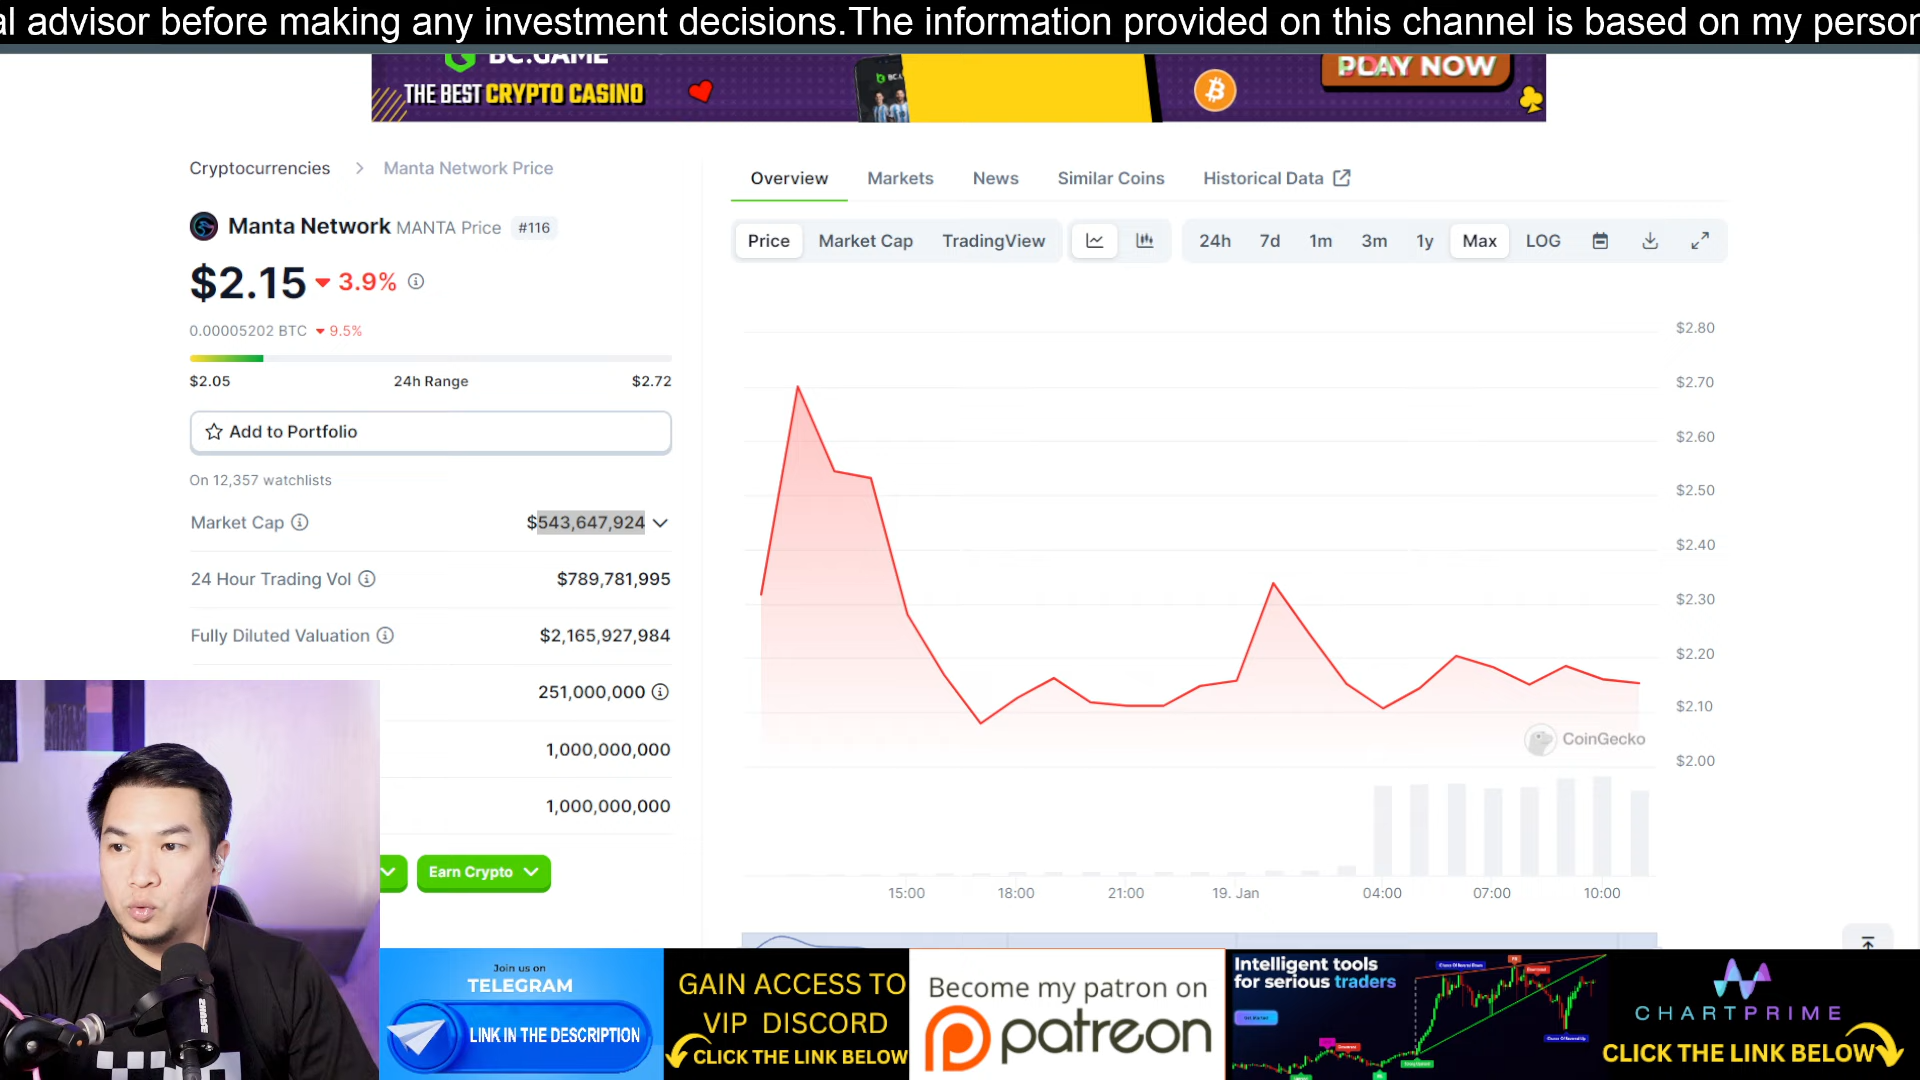 al advisor before making any investment decisions.The information provided on this channel is based on my person
BC.GAME
THE BEST CRYPTO CASINO
PLAY NOW
Cryptocurrencies > Manta Network Price
Manta Network MANTA Price #116
$2.15 3.9%
0.00005202 BTC 9.5%
$2.05 24h Range $2.72
Add to Portfolio
On 12,357 watchlists
Market Cap $543,647,924
24 Hour Trading Vol $789,781,995
Fully Diluted Valuation $2,165,927,984
251,000,000
1,000,000,000
1,000,000,000
Earn Crypto
Overview Markets News Similar Coins Historical Data
Price Market Cap TradingView 24h 7d 1m 3m 1y Max LOG
$2.80
$2.70
$2.60
$2.50
$2.40
$2.30
$2.20
$2.10
$2.00
CoinGecko
15:00 18:00 21:00 19. Jan 04:00 07:00 10:00
Join us on
TELEGRAM
LINK IN THE DESCRIPTION
GAIN ACCESS TO
VIP DISCORD
CLICK THE LINK BELOW
Become my patron on
patreon
Intelligent tools
for serious traders
CHARTPRIME
CLICK THE LINK BELOW